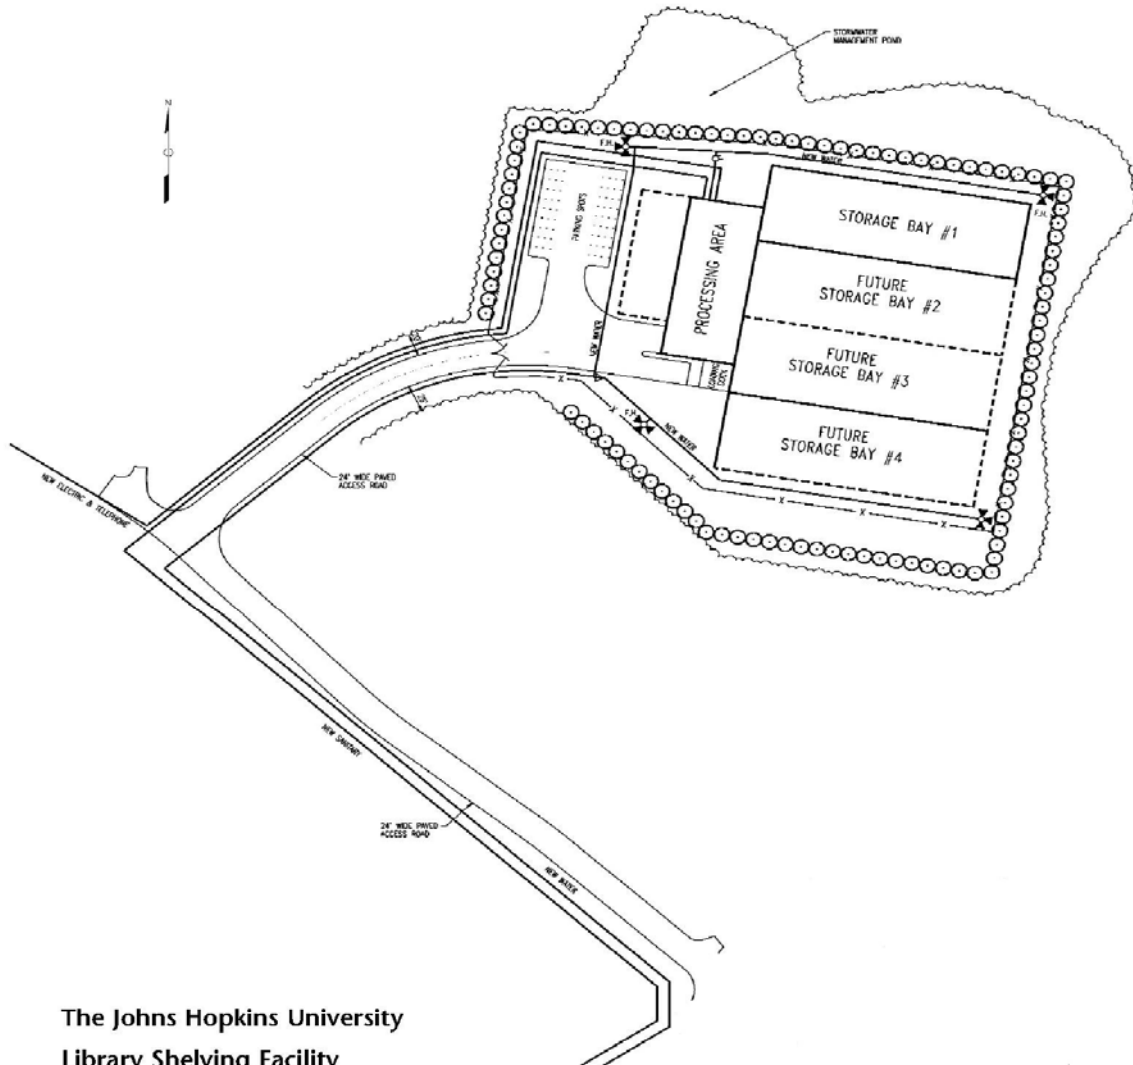 STORMWATER
MANAGEMENT POND
N
F.H.
NEW WATER
F.H.
STORAGE BAY #1
PARKING SPOTS
PROCESSING AREA
FUTURE
STORAGE BAY #2
NEW WATER
FUTURE
STORAGE BAY #3
LOADING
DOCK
F.H.
NEW WATER
FUTURE
STORAGE BAY #4
24' WIDE PAVED
ACCESS ROAD
NEW ELECTRIC & TELEPHONE
NEW SANITARY
24' WIDE PAVED
ACCESS ROAD
NEW WATER
The Johns Hopkins University
Library Shelving Facility